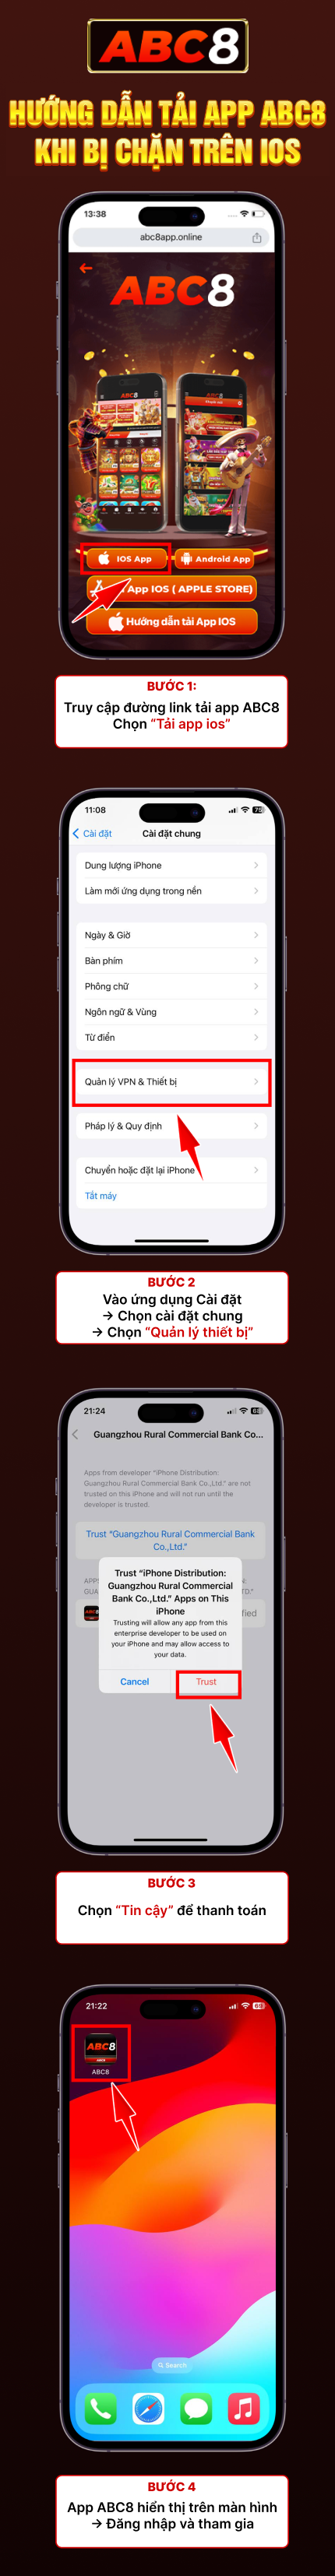 ABC8
HƯỚNG DẪN TẢI APP ABC8
KHI BỊ CHẶN TRÊN IOS
13:38
abc8app.online
ABC8
ABC8
ABC8
IOS App
Android App
App IOS ( APPLE STORE)
Hướng dẫn tải App IOS
BƯỚC 1:
Truy cập đường link tải app ABC8
Chọn “Tải app ios”
11:08
Cài đặt
Cài đặt chung
Dung lượng iPhone
Làm mới ứng dụng trong nền
Ngày & Giờ
Bàn phím
Phông chữ
Ngôn ngữ & Vùng
Từ điển
Quản lý VPN & Thiết bị
Pháp lý & Quy định
Chuyển hoặc đặt lại iPhone
Tắt máy
BƯỚC 2
Vào ứng dụng Cài đặt
→ Chọn cài đặt chung
→ Chọn “Quản lý thiết bị”
21:24
Guangzhou Rural Commercial Bank Co...
Apps from developer "iPhone Distribution:
Guangzhou Rural Commercial Bank Co.,Ltd." are not
trusted on this iPhone and will not run until the
developer is trusted.
Trust "Guangzhou Rural Commercial Bank
Co.,Ltd."
Trust "iPhone Distribution:
Guangzhou Rural Commercial
Bank Co.,Ltd." Apps on This
iPhone
Trusting will allow any app from this
enterprise developer to be used on
your iPhone and may allow access to
your data.
Cancel
Trust
BƯỚC 3
Chọn “Tin cậy” để thanh toán
21:22
ABC8
ABC8
Search
BƯỚC 4
App ABC8 hiển thị trên màn hình
→ Đăng nhập và tham gia